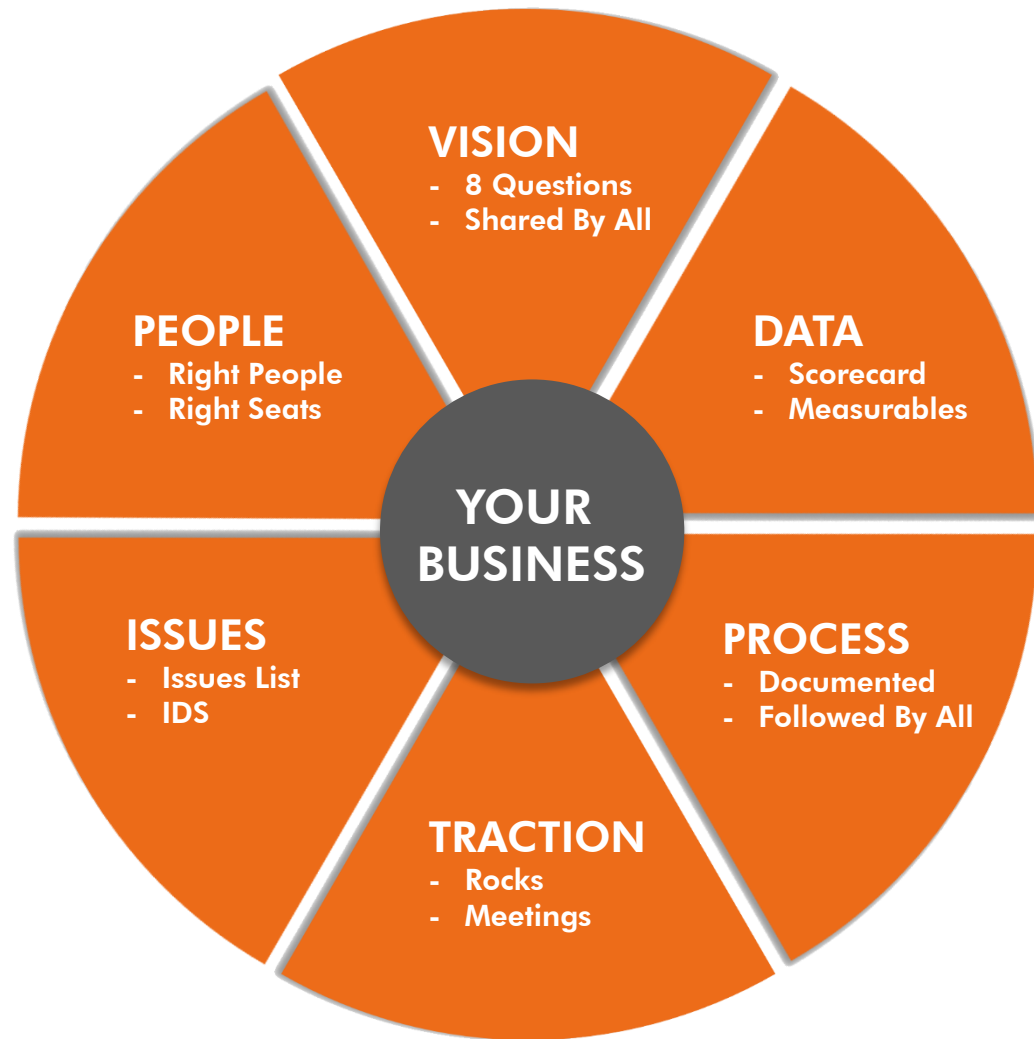 VISION
- 8 Questions
- Shared By All
PEOPLE
- Right People
- Right Seats
DATA
- Scorecard
- Measurables
YOUR
BUSINESS
ISSUES
- Issues List
- IDS
PROCESS
- Documented
- Followed By All
TRACTION
- Rocks
- Meetings